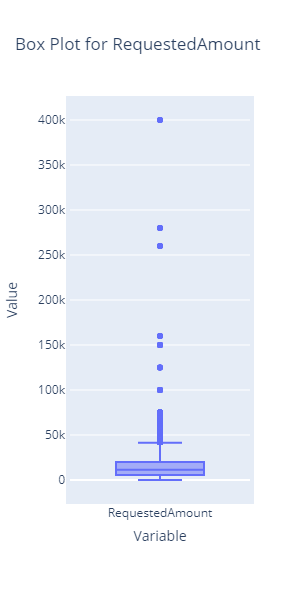 Box Plot for RequestedAmount
400k
350k
300k
250k
200k
150k
100k
50k
0
Value
RequestedAmount
Variable